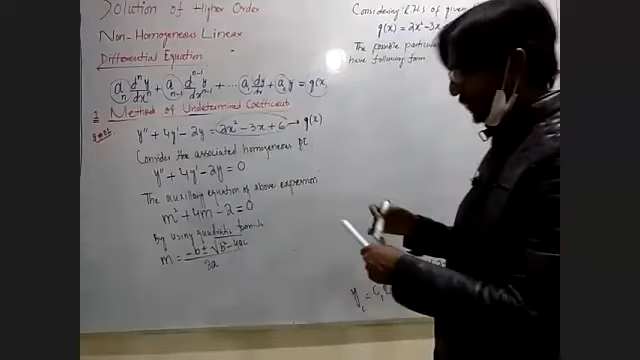 Solution of Higher Order
Non-Homogeneous Linear
Differential Equation
a_n d^n y/dx^n + a_{n-1} d^{n-1}y/dx^{n-1} + ... a_1 dy/dx + a_0 y = g(x)
1 Method of Undetermined Coefficients
y'' + 4y' - 2y = 2x² - 3x + 6 → g(x)
Consider the associated homogeneous DE
y'' + 4y' - 2y = 0
The auxillary equation of above expression
m² + 4m - 2 = 0
By using quadratic formula
m = -b ± √b² - 4ac / 2a
Considering R.H.S of given
g(x) = 2x² - 3x
The possible particular
have following form
y_c = C_1 e